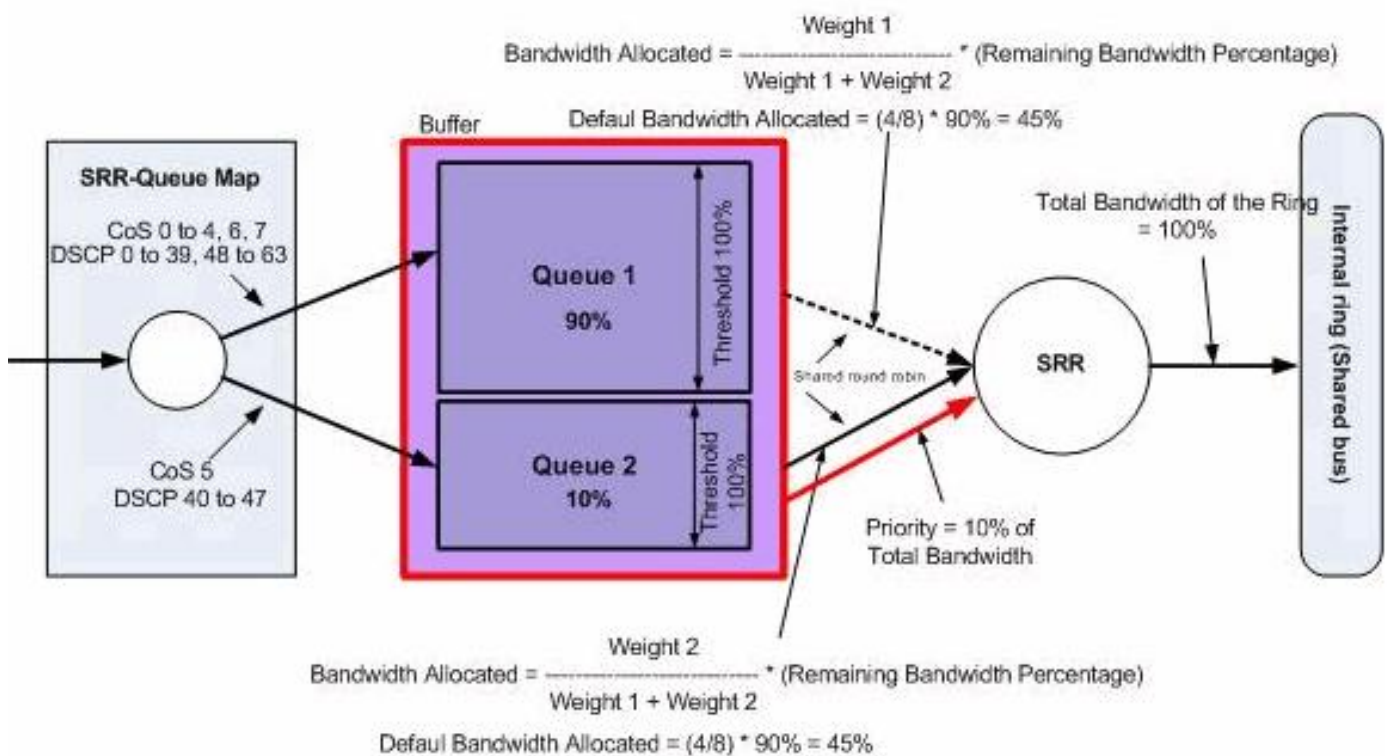 Weight 1
Bandwidth Allocated = ---------------------- * (Remaining Bandwidth Percentage)
Weight 1 + Weight 2
Defaul Bandwidth Allocated = (4/8) * 90% = 45%
Buffer
SRR-Queue Map
CoS 0 to 4, 6, 7
DSCP 0 to 39, 48 to 63
CoS 5
DSCP 40 to 47
Queue 1
90%
Threshold 100%
Queue 2
10%
Threshold
100%
Shared round robin
SRR
Total Bandwidth of the Ring
= 100%
Priority = 10% of
Total Bandwidth
Internal ring (Shared bus)
Weight 2
Bandwidth Allocated = ---------------------- * (Remaining Bandwidth Percentage)
Weight 1 + Weight 2
Defaul Bandwidth Allocated = (4/8) * 90% = 45%